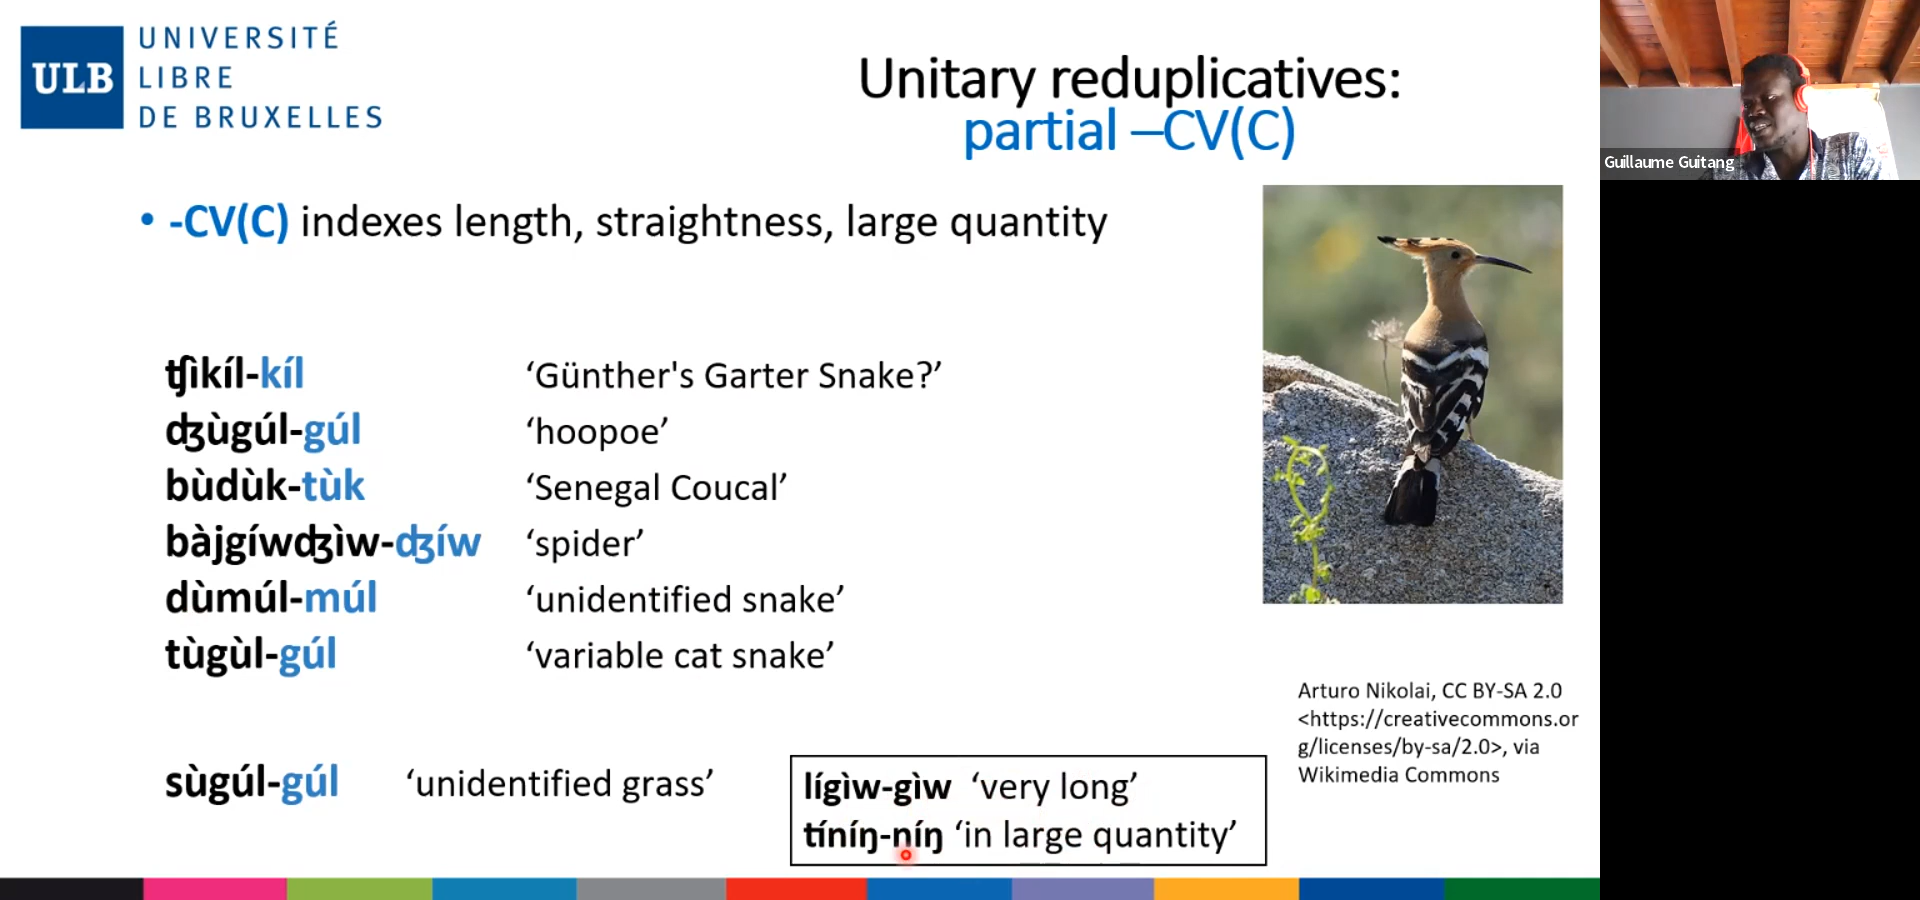 UNIVERSITÉ
ULB LIBRE
DE BRUXELLES
Unitary reduplicatives:
partial –CV(C)
Guillaume Guitang
• -CV(C) indexes length, straightness, large quantity
ʧìkíl-kíl ‘Günther's Garter Snake?’
ʤùgúl-gúl ‘hoopoe’
bùdùk-tùk ‘Senegal Coucal’
bàjgíwʤìw-ʤíw ‘spider’
dùmúl-múl ‘unidentified snake’
tùgùl-gúl ‘variable cat snake’
sùgúl-gúl ‘unidentified grass’
lígìw-gìw ‘very long’
tíníŋ-níŋ ‘in large quantity’
Arturo Nikolai, CC BY-SA 2.0
<https://creativecommons.or
g/licenses/by-sa/2.0>, via
Wikimedia Commons